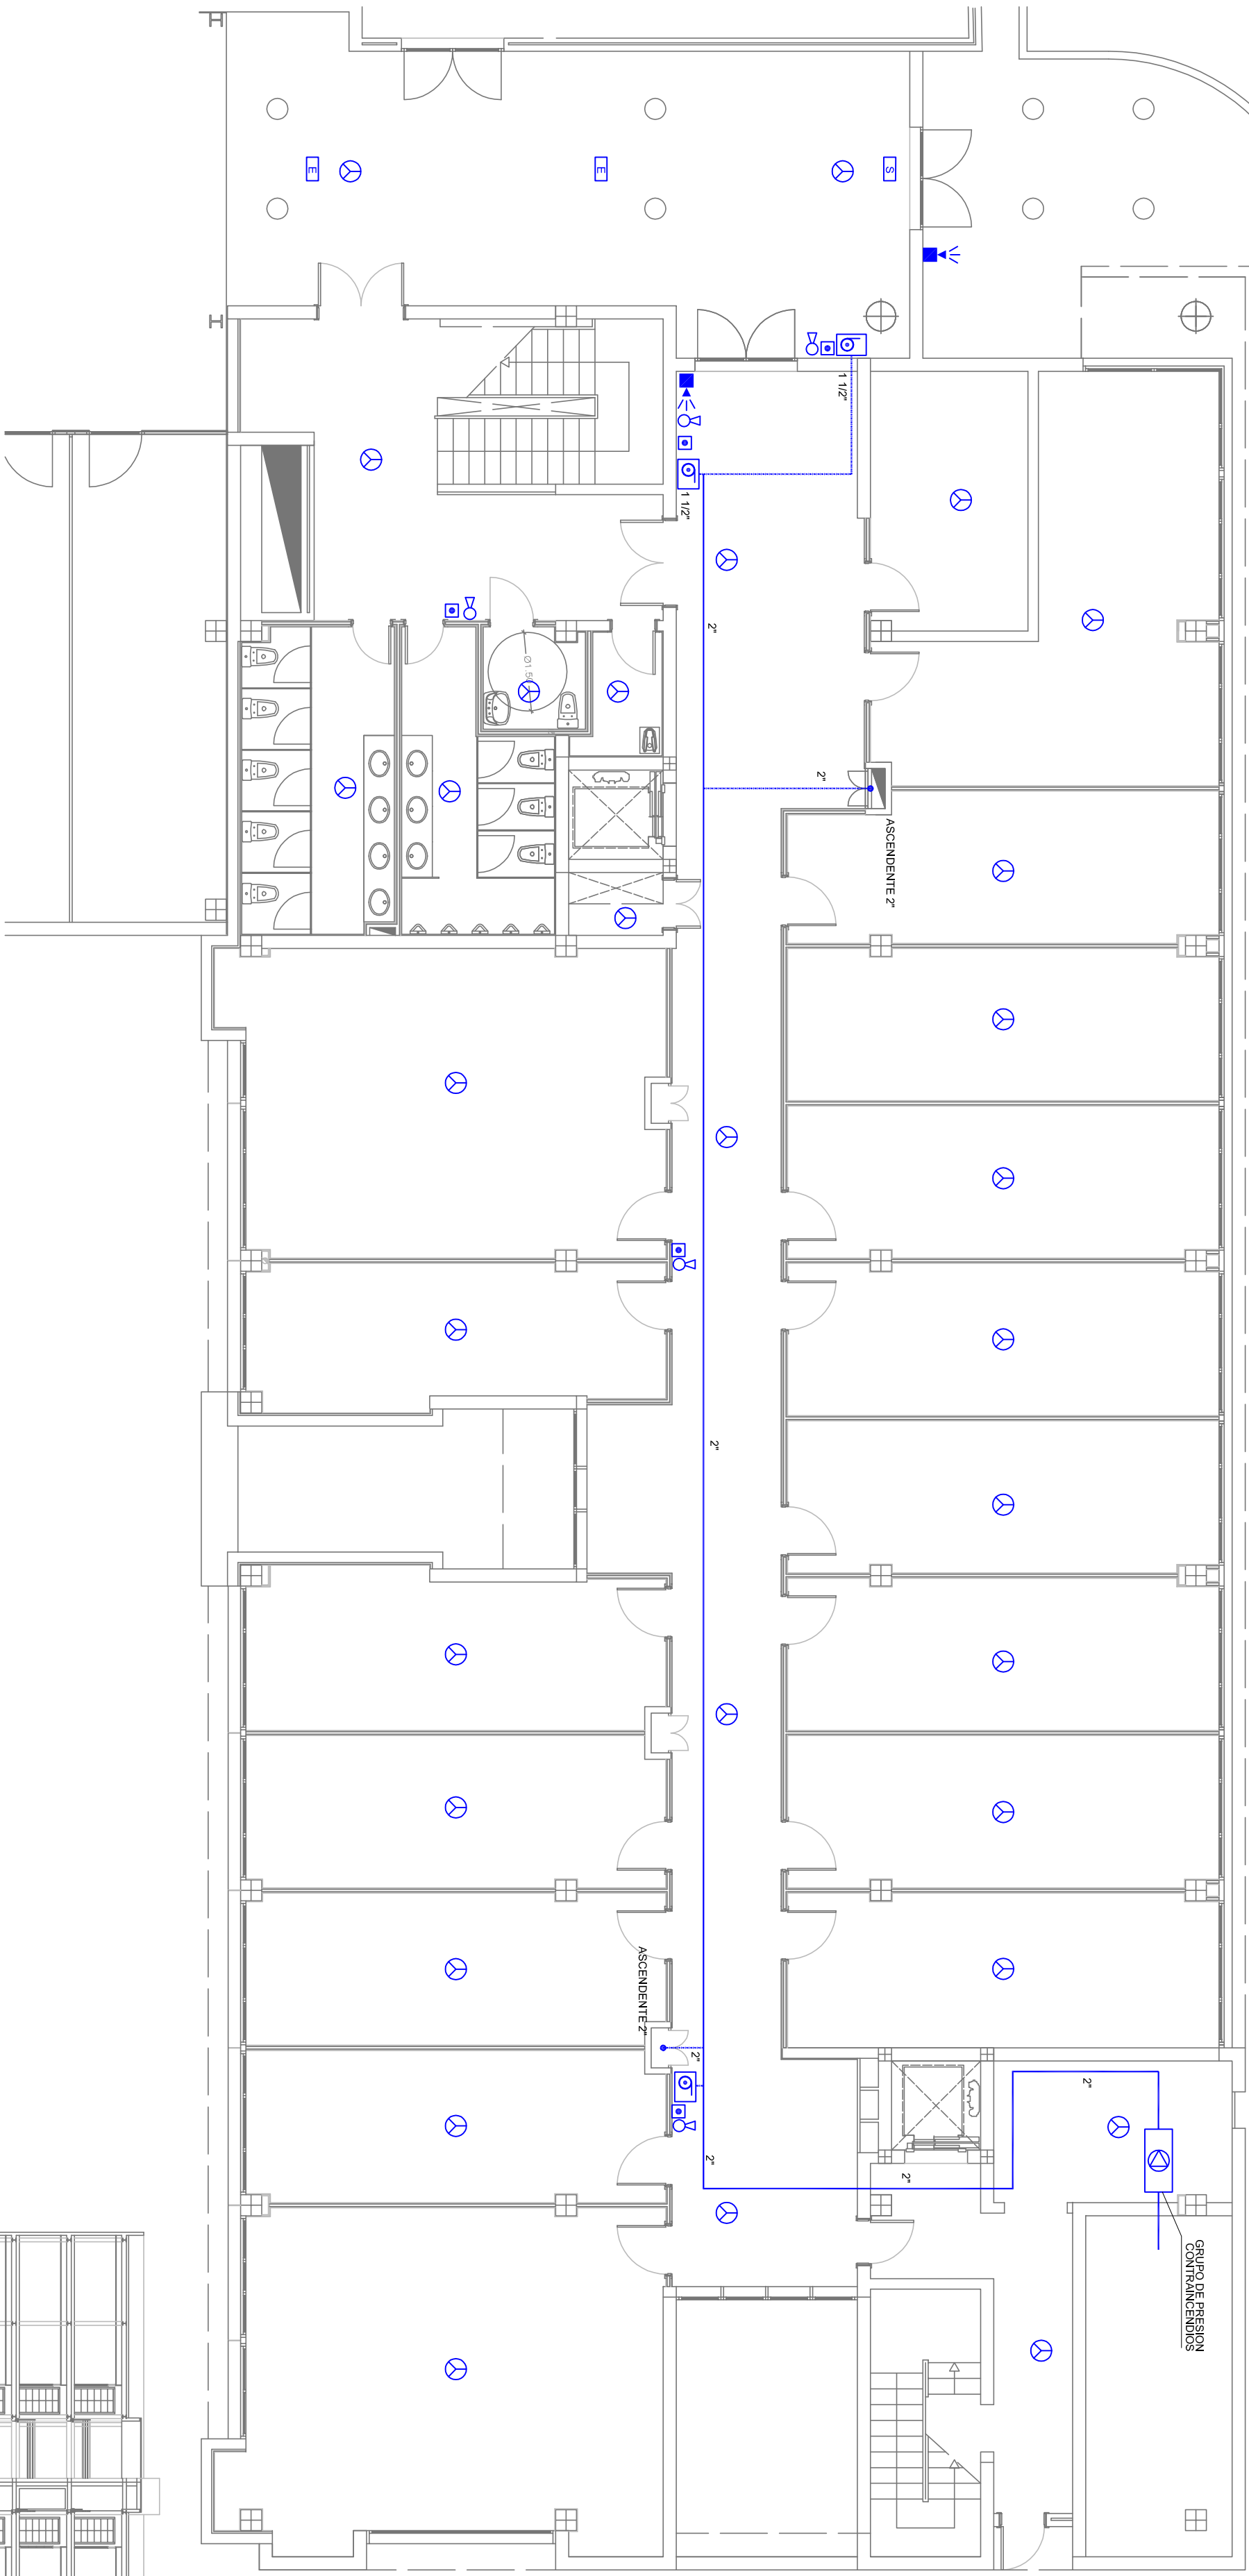 E
E
S
1 1/2"
1 1/2"
2"
Ø1.50
2"
ASCENDENTE 2"
2"
ASCENDENTE 2"
2"
2"
2"
2"
GRUPO DE PRESION
CONTRAINCENDIOS